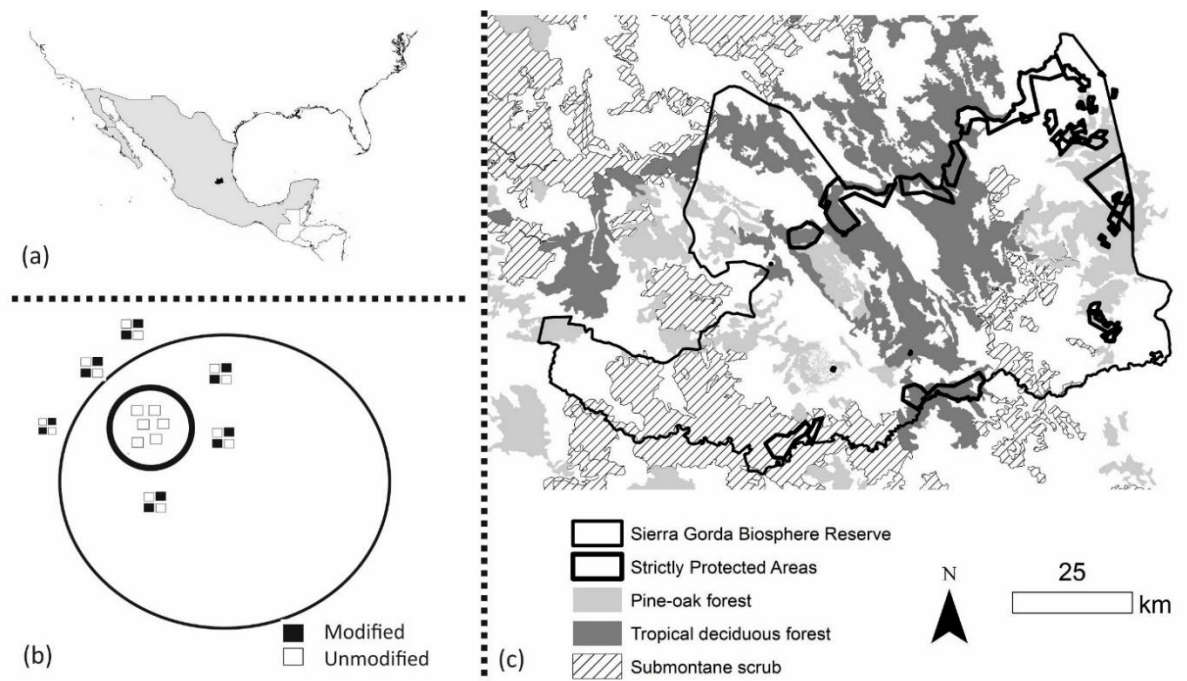 (a)
(b)
Modified
Unmodified
(c)
Sierra Gorda Biosphere Reserve
Strictly Protected Areas
Pine-oak forest
Tropical deciduous forest
Submontane scrub
N
25
km